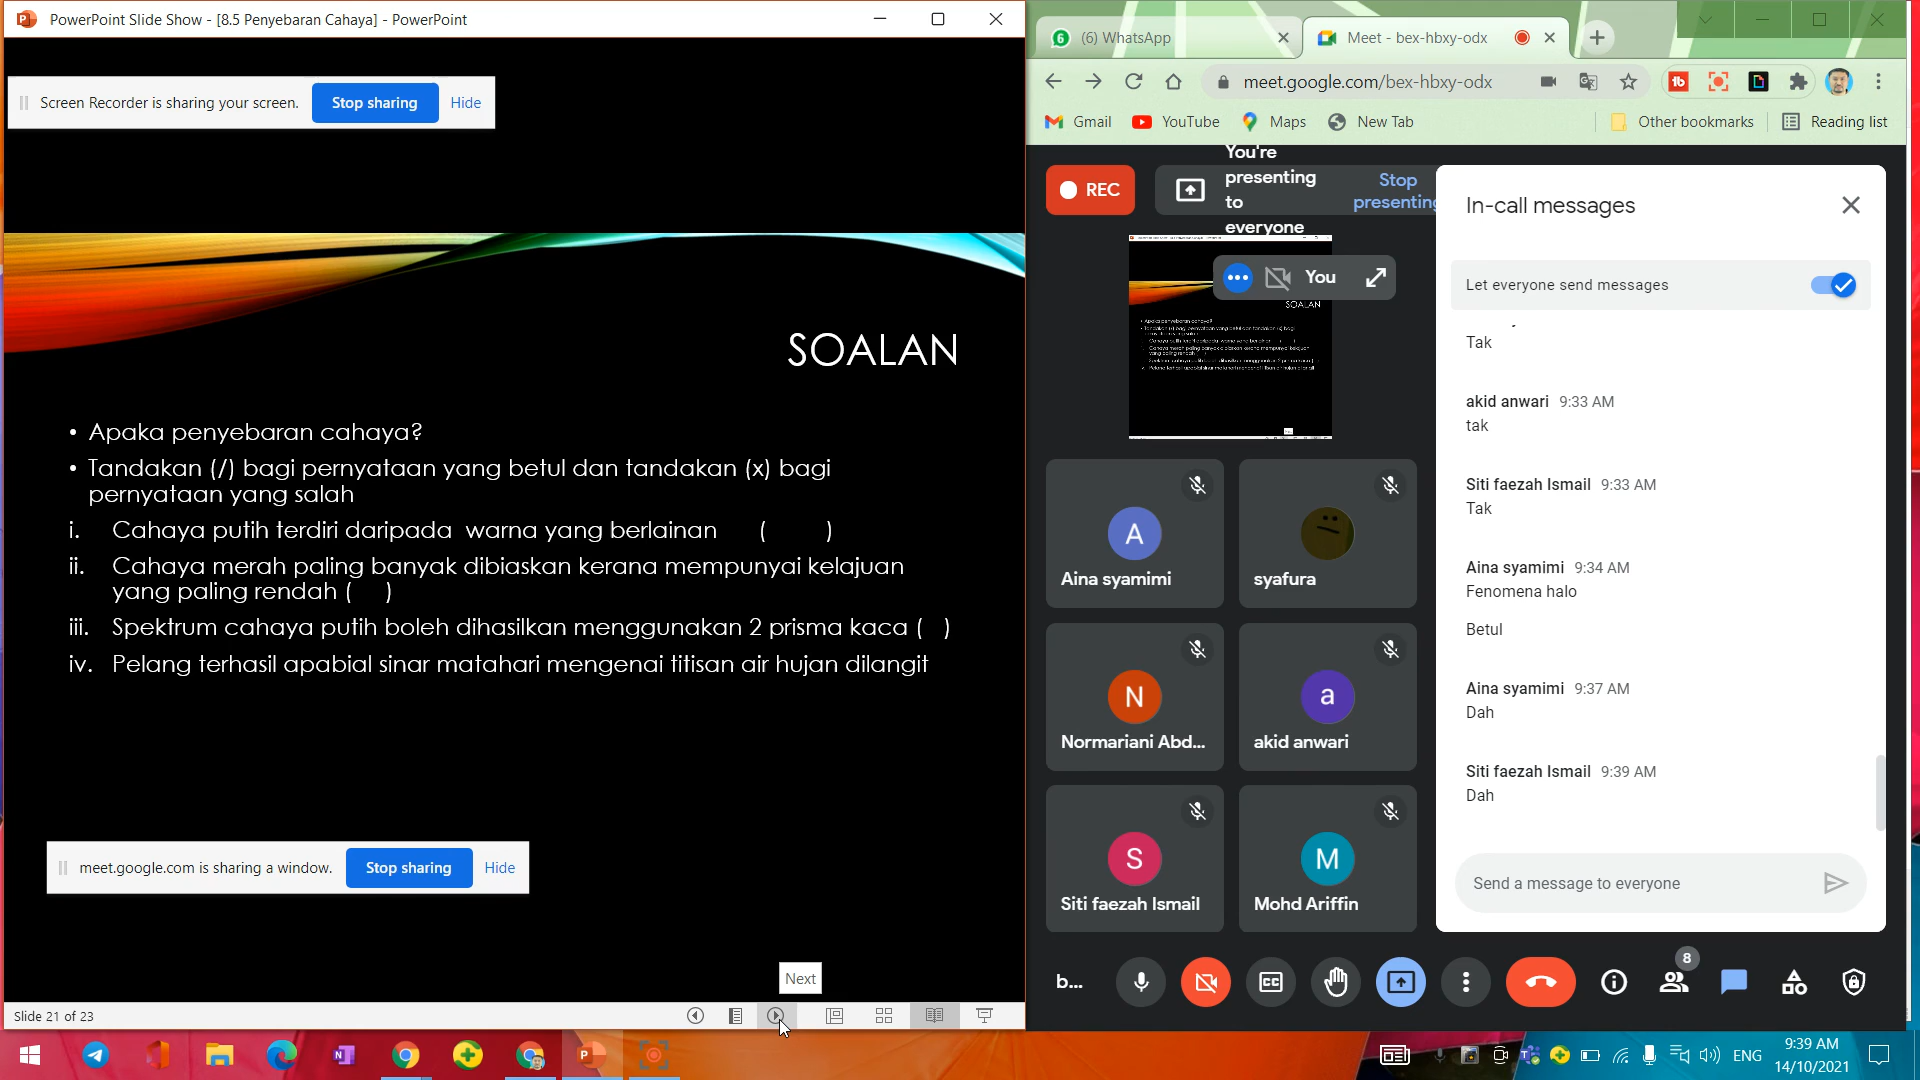 PowerPoint Slide Show - [8.5 Penyebaran Cahaya] - PowerPoint
Screen Recorder is sharing your screen.
Stop sharing
Hide
SOALAN
• Apaka penyebaran cahaya?
• Tandakan (/) bagi pernyataan yang betul dan tandakan (x) bagi
pernyataan yang salah
i. Cahaya putih terdiri daripada warna yang berlainan ( )
ii. Cahaya merah paling banyak dibiaskan kerana mempunyai kelajuan
yang paling rendah ( )
iii. Spektrum cahaya putih boleh dihasilkan menggunakan 2 prisma kaca ( )
iv. Pelang terhasil apabial sinar matahari mengenai titisan air hujan dilangit
meet.google.com is sharing a window.
Stop sharing
Hide
Next
Slide 21 of 23
(6) WhatsApp
Meet - bex-hbxy-odx
meet.google.com/bex-hbxy-odx
Gmail
YouTube
Maps
New Tab
Other bookmarks
Reading list
REC
You're
presenting
to
everyone
Stop
presenting
You
SOALAN
Aina syamimi
syafura
Normariani Abd...
akid anwari
Siti faezah Ismail
Mohd Ariffin
A
N
a
S
M
In-call messages
Let everyone send messages
Tak
akid anwari 9:33 AM
tak
Siti faezah Ismail 9:33 AM
Tak
Aina syamimi 9:34 AM
Fenomena halo
Betul
Aina syamimi 9:37 AM
Dah
Siti faezah Ismail 9:39 AM
Dah
Send a message to everyone
b...
8
ENG
9:39 AM
14/10/2021